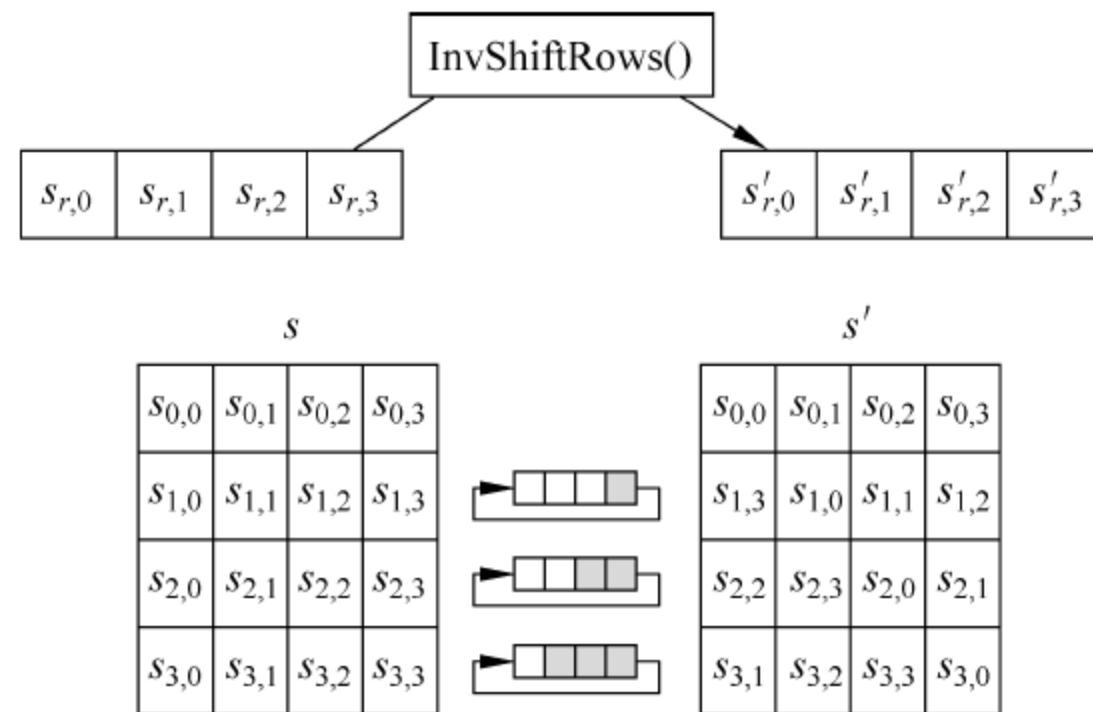 InvShiftRows()
s_{r,0} s_{r,1} s_{r,2} s_{r,3} s'_{r,0} s'_{r,1} s'_{r,2} s'_{r,3}
s s'
s_{0,0} s_{0,1} s_{0,2} s_{0,3} s_{0,0} s_{0,1} s_{0,2} s_{0,3}
s_{1,0} s_{1,1} s_{1,2} s_{1,3} s_{1,3} s_{1,0} s_{1,1} s_{1,2}
s_{2,0} s_{2,1} s_{2,2} s_{2,3} s_{2,2} s_{2,3} s_{2,0} s_{2,1}
s_{3,0} s_{3,1} s_{3,2} s_{3,3} s_{3,1} s_{3,2} s_{3,3} s_{3,0}